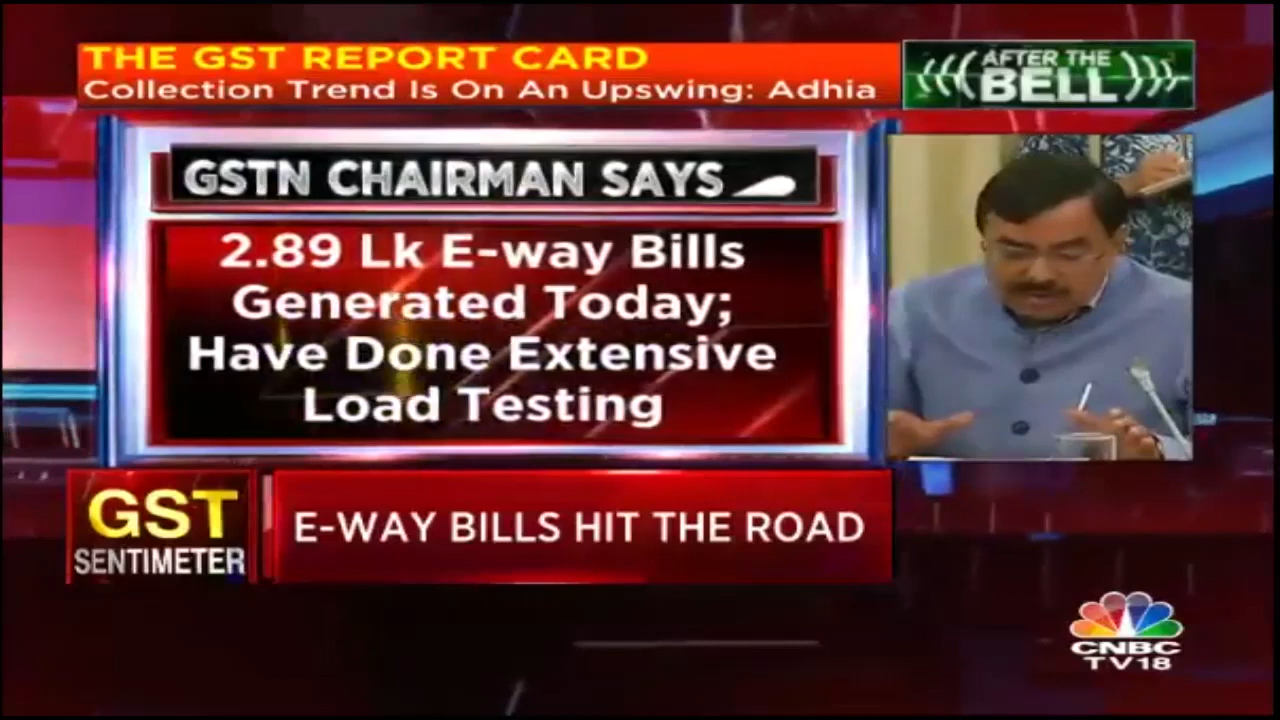 THE GST REPORT CARD
Collection Trend Is On An Upswing: Adhia
AFTER THE
BELL
GSTN CHAIRMAN SAYS
2.89 Lk E-way Bills
Generated Today;
Have Done Extensive
Load Testing
GST
SENTIMETER
E-WAY BILLS HIT THE ROAD
CNBC
TV18